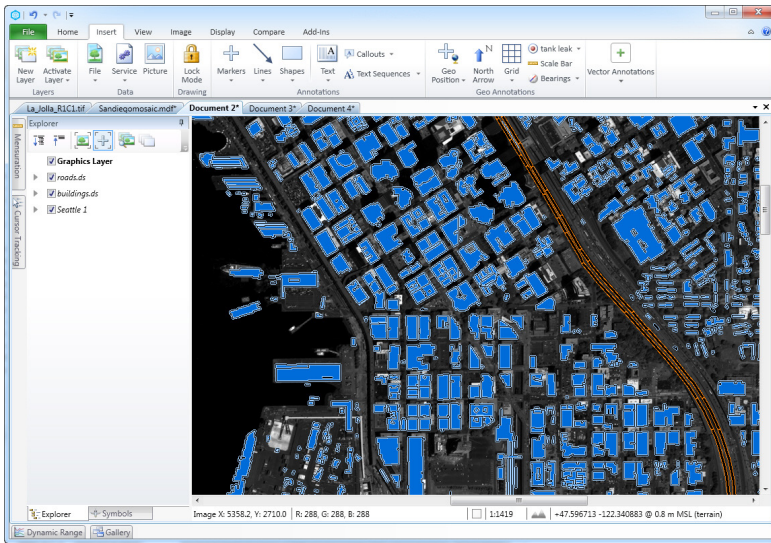 File Home Insert View Image Display Compare Add-Ins
New Layer Activate Layer File Service Picture Lock Mode Markers Lines Shapes Text Callouts Text Sequences Geo Position North Arrow Grid tank leak Scale Bar Bearings Vector Annotations
Layers Data Drawing Annotations Geo Annotations
La_Jolla_R1C1.tif Sandieqomosaic.mdf* Document 2* Document 3* Document 4*
Explorer
Mensuration
Cursor Tracking
Graphics Layer
roads.ds
buildings.ds
Seattle 1
Explorer Symbols
Image X: 5358.2, Y: 2710.0 R: 288, G: 288, B: 288 1:1419 +47.596713 -122.340883 @ 0.8 m MSL (terrain)
Dynamic Range Gallery